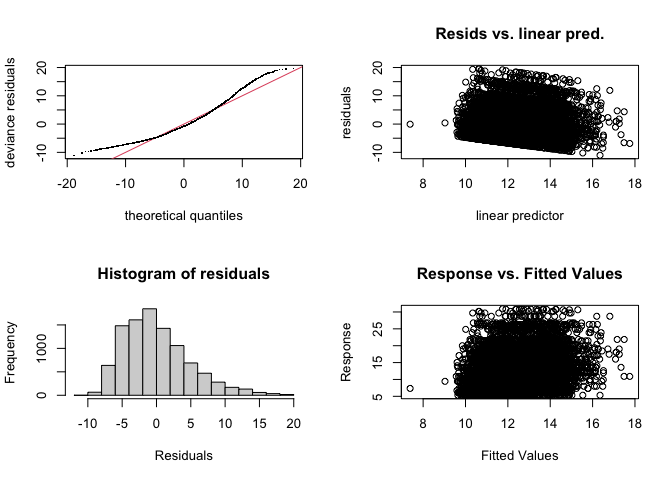 deviance residuals
-10 0 10 20
-20 -10 0 10 20
theoretical quantiles
Resids vs. linear pred.
residuals
-10 0 10 20
8 10 12 14 16 18
linear predictor
Histogram of residuals
Frequency
0 1000
-10 -5 0 5 10 15 20
Residuals
Response vs. Fitted Values
Response
5 15 25
8 10 12 14 16 18
Fitted Values